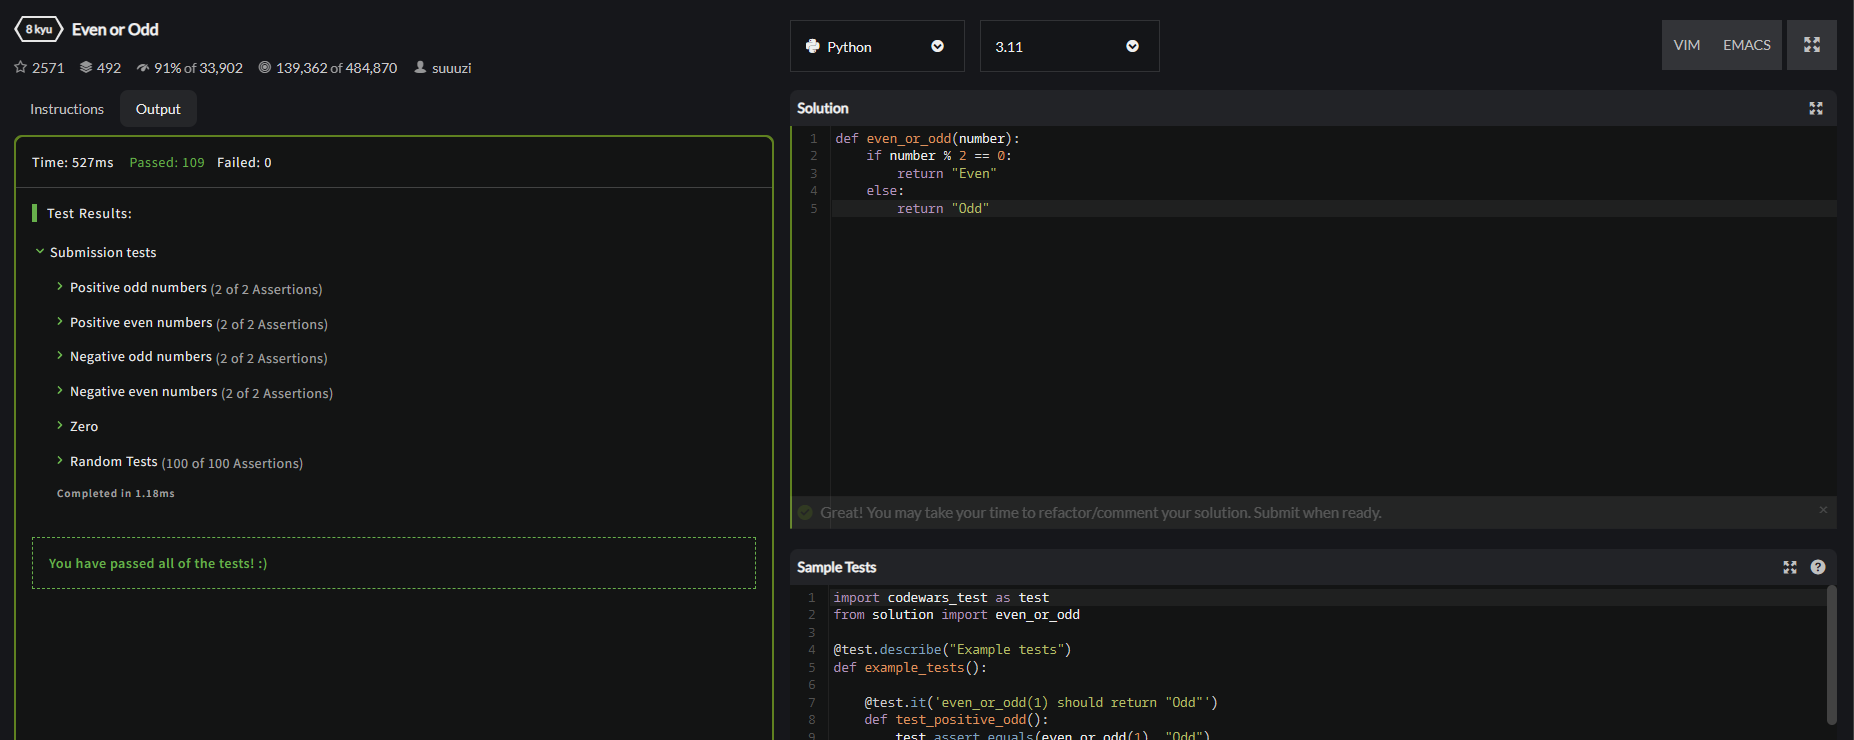 8 kyu Even or Odd
2571 492 91% of 33,902 139,362 of 484,870 suuuzi
Instructions Output
Time: 527ms Passed: 109 Failed: 0
Test Results:
Submission tests
Positive odd numbers (2 of 2 Assertions)
Positive even numbers (2 of 2 Assertions)
Negative odd numbers (2 of 2 Assertions)
Negative even numbers (2 of 2 Assertions)
Zero
Random Tests (100 of 100 Assertions)
Completed in 1.18ms
You have passed all of the tests! :)
Python 3.11 VIM EMACS
Solution
1 def even_or_odd(number):
2     if number % 2 == 0:
3         return "Even"
4     else:
5         return "Odd"
Great! You may take your time to refactor/comment your solution. Submit when ready.
Sample Tests
1 import codewars_test as test
2 from solution import even_or_odd
3
4 @test.describe("Example tests")
5 def example_tests():
6
7     @test.it('even_or_odd(1) should return "Odd"')
8     def test_positive_odd():
9         test.assert_equals(even_or_odd(1), "Odd")